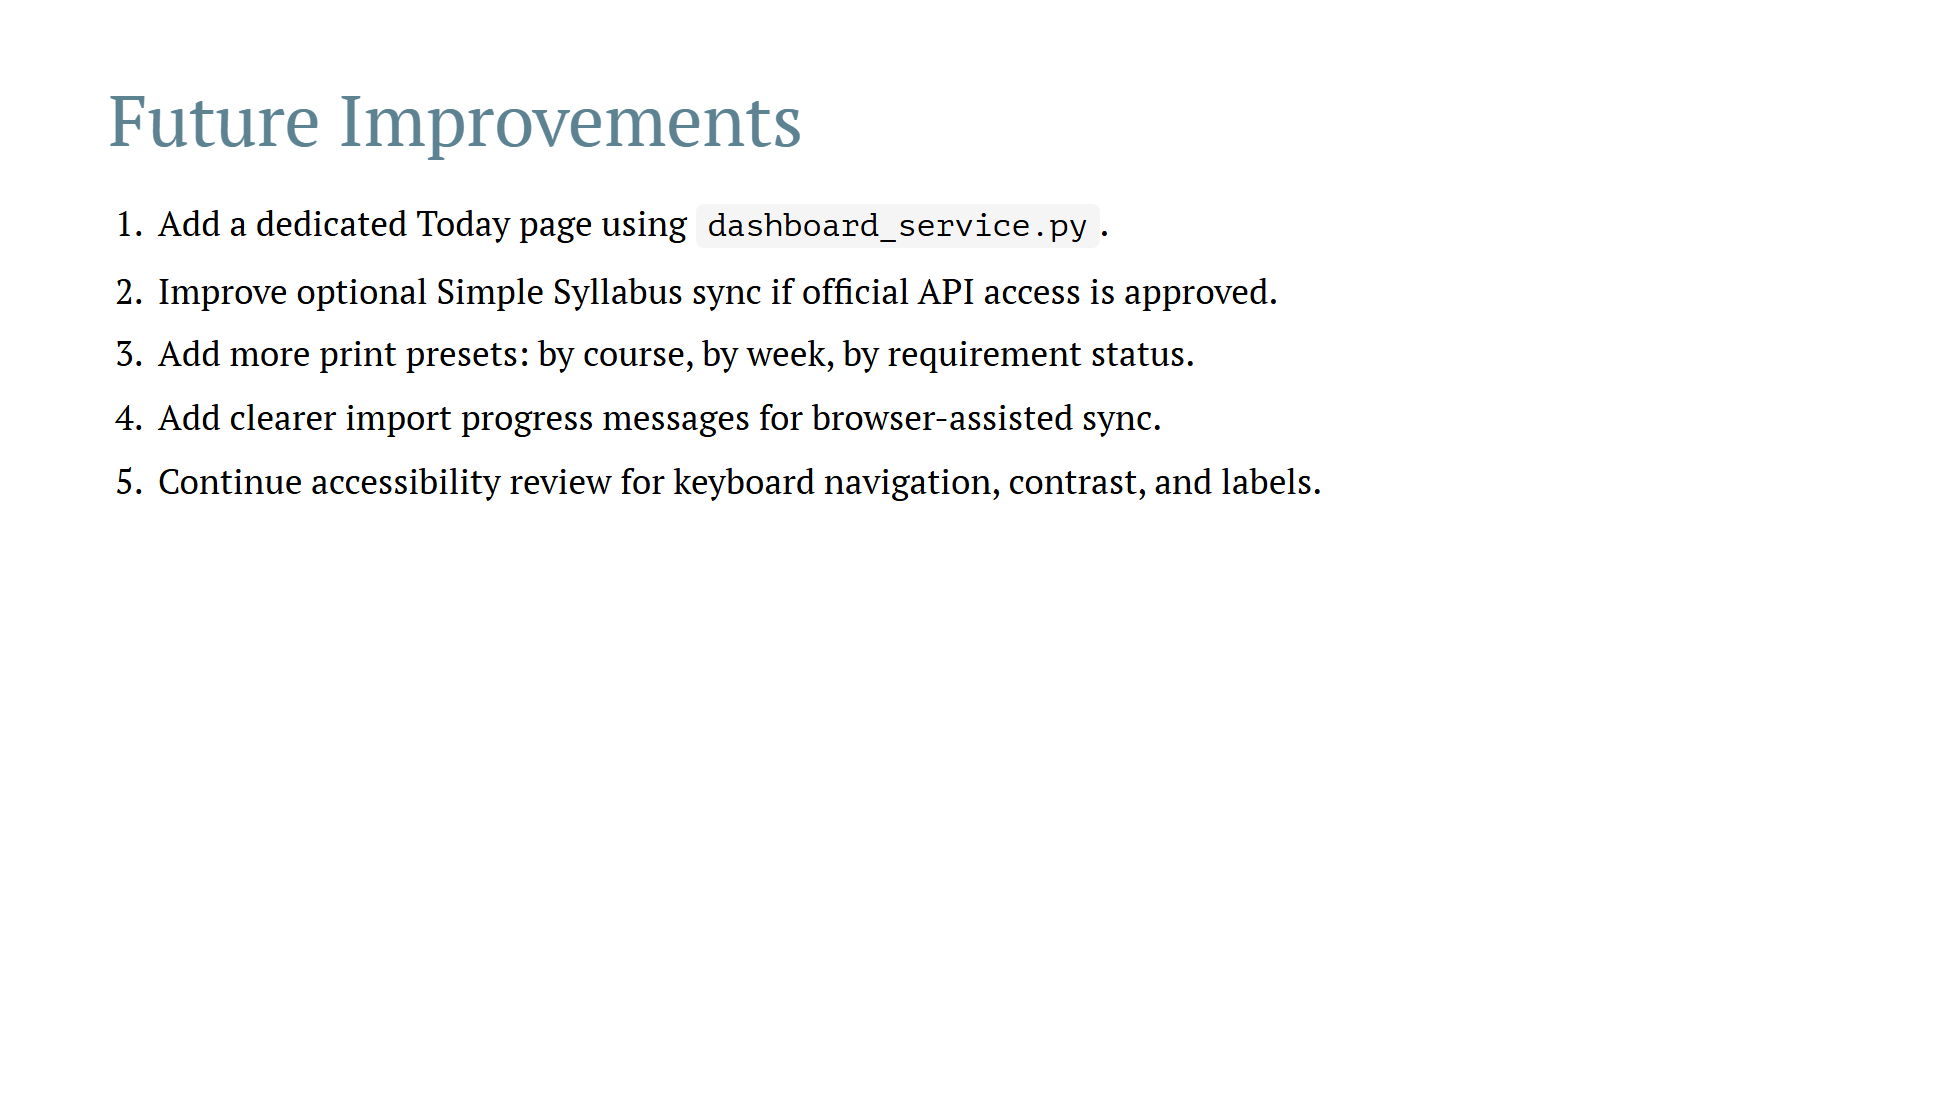 Future Improvements
1. Add a dedicated Today page using dashboard_service.py.
2. Improve optional Simple Syllabus sync if official API access is approved.
3. Add more print presets: by course, by week, by requirement status.
4. Add clearer import progress messages for browser-assisted sync.
5. Continue accessibility review for keyboard navigation, contrast, and labels.